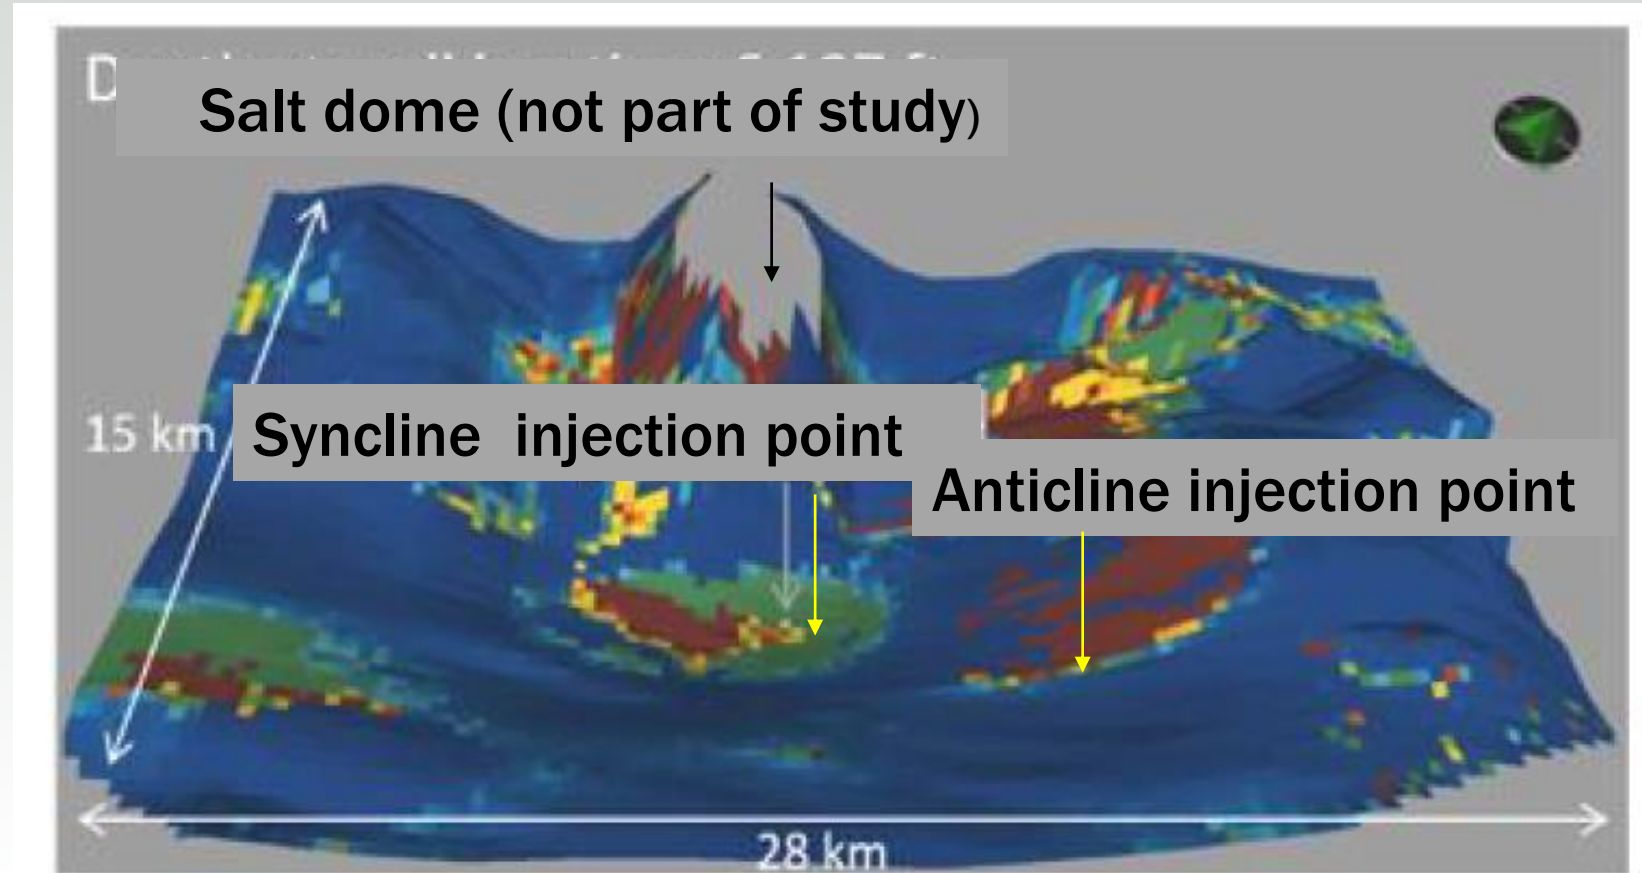 Salt dome (not part of study)
15 km
Syncline injection point
Anticline injection point
28 km